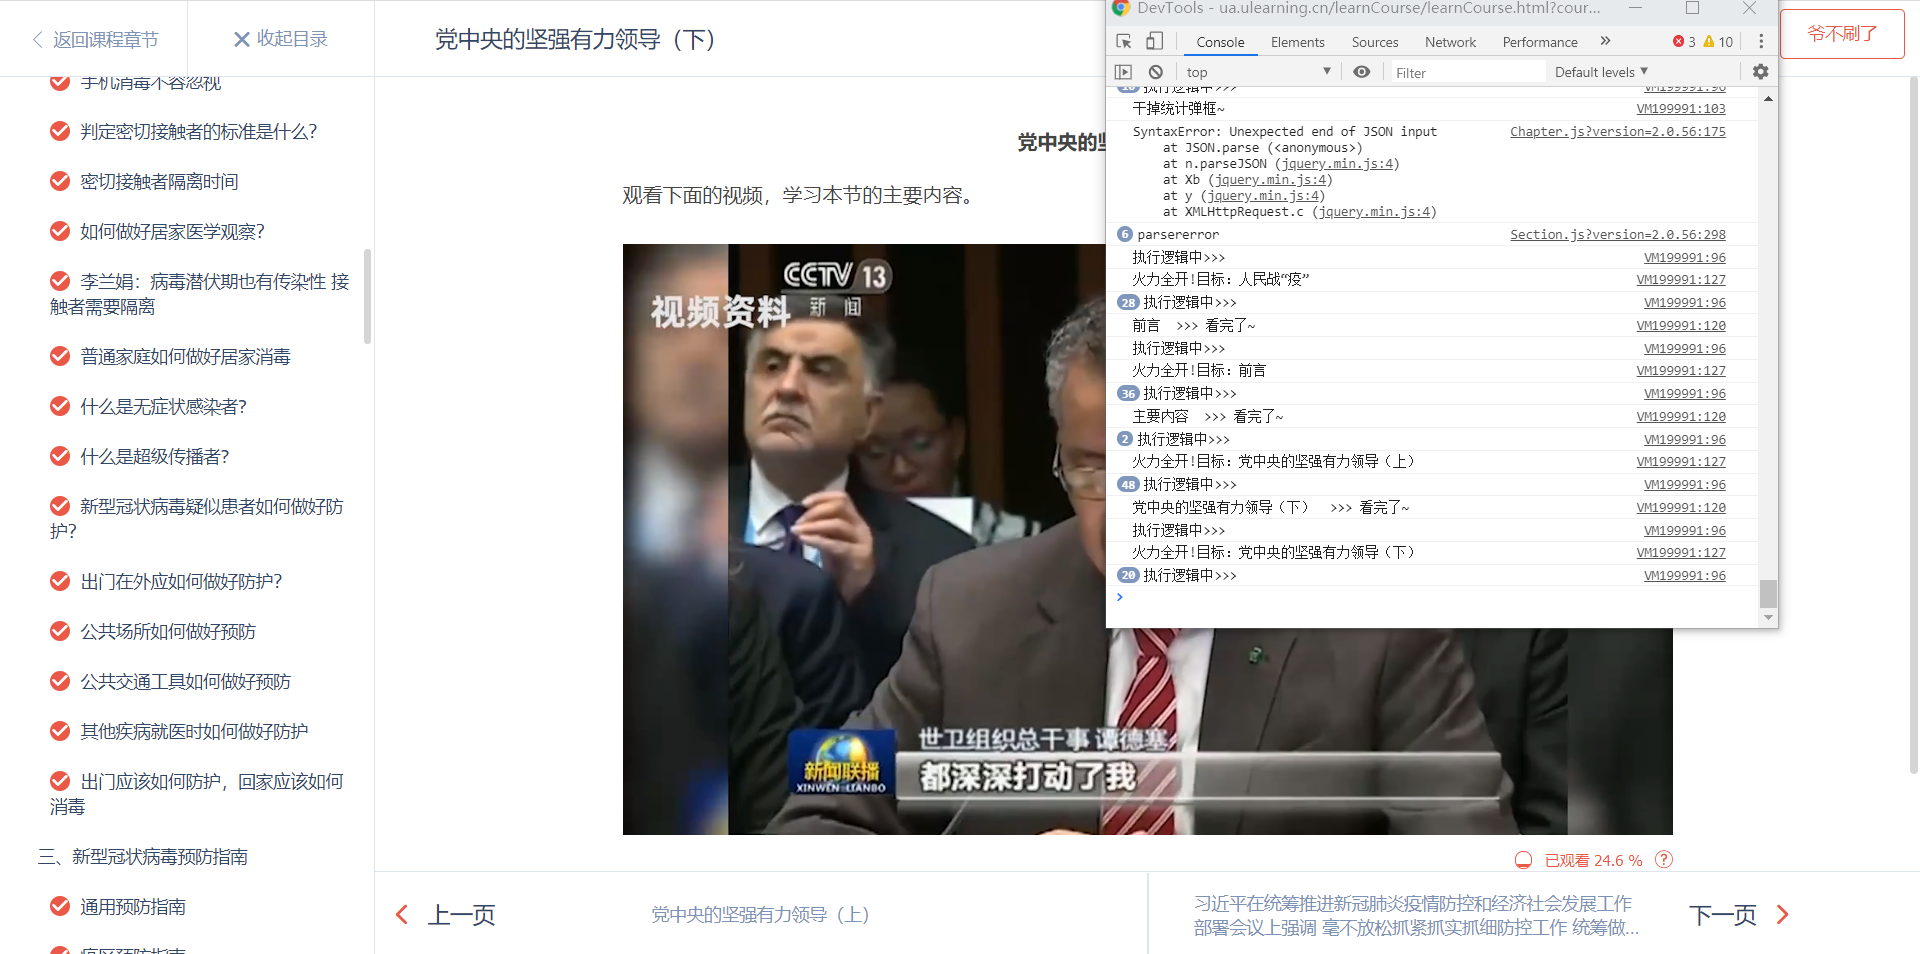 返回课程章节
收起目录
党中央的坚强有力领导（下）
爷不刷了
手机消毒不容忽视
判定密切接触者的标准是什么？
密切接触者隔离时间
如何做好居家医学观察？
李兰娟：病毒潜伏期也有传染性 接
触者需要隔离
普通家庭如何做好居家消毒
什么是无症状感染者?
什么是超级传播者?
新型冠状病毒疑似患者如何做好防
护?
出门在外应如何做好防护?
公共场所如何做好预防
公共交通工具如何做好预防
其他疾病就医时如何做好防护
出门应该如何防护，回家应该如何
消毒
三、新型冠状病毒预防指南
通用预防指南
党中央的坚
观看下面的视频，学习本节的主要内容。
CCTV 13
新闻
视频资料
世卫组织总干事 谭德塞
新闻联播
XINWEN LIANBO
都深深打动了我
已观看 24.6 %
上一页
党中央的坚强有力领导（上）
习近平在统筹推进新冠肺炎疫情防控和经济社会发展工作
部署会议上强调 毫不放松抓紧抓实抓细防控工作 统筹做...
下一页
DevTools - ua.ulearning.cn/learnCourse/learnCourse.html?cour...
Console Elements Sources Network Performance » 3 10
top Filter Default levels
执行逻辑中>>> VM199991:96
干掉统计弹框~ VM199991:103
SyntaxError: Unexpected end of JSON input Chapter.js?version=2.0.56:175
at JSON.parse (<anonymous>)
at n.parseJSON (jquery.min.js:4)
at Xb (jquery.min.js:4)
at y (jquery.min.js:4)
at XMLHttpRequest.c (jquery.min.js:4)
6 parsererror Section.js?version=2.0.56:298
执行逻辑中>>> VM199991:96
火力全开!目标: 人民战“疫” VM199991:127
28 执行逻辑中>>> VM199991:96
前言 >>> 看完了~ VM199991:120
执行逻辑中>>> VM199991:96
火力全开!目标: 前言 VM199991:127
36 执行逻辑中>>> VM199991:96
主要内容 >>> 看完了~ VM199991:120
2 执行逻辑中>>> VM199991:96
火力全开!目标: 党中央的坚强有力领导（上） VM199991:127
48 执行逻辑中>>> VM199991:96
党中央的坚强有力领导（下） >>> 看完了~ VM199991:120
执行逻辑中>>> VM199991:96
火力全开!目标: 党中央的坚强有力领导（下） VM199991:127
20 执行逻辑中>>> VM199991:96